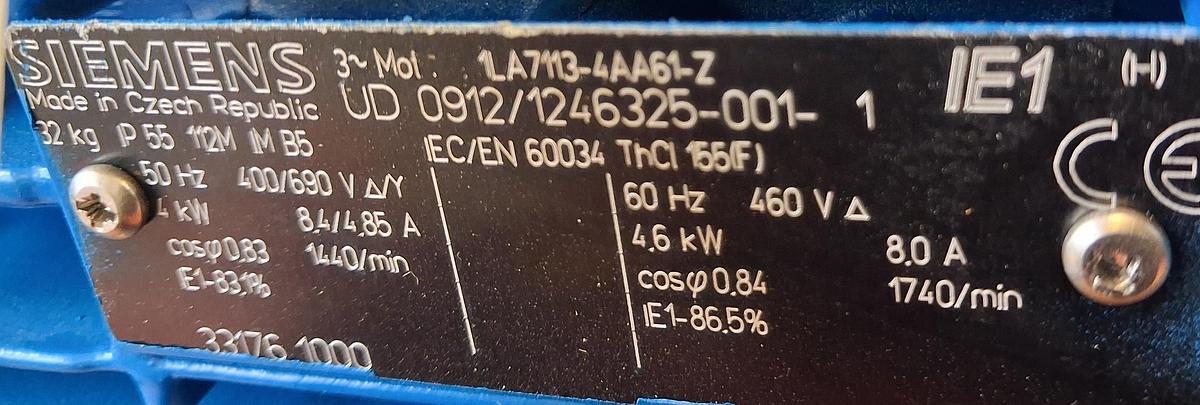 SIEMENS 3~ Mot: 1LA7113-4AA61-Z IE1 (H)
Made in Czech Republic UD 0912/1246325-001- 1
32 kg IP 55 112M IM B5 IEC/EN 60034 ThCl 155(F)
CE
50 Hz 400/690 V Δ/Y
4 kW 8.4/4.85 A
cosφ 0.83 1440/min
IE1-83.1%
60 Hz 460 V Δ
4.6 kW 8.0 A
cosφ 0.84 1740/min
IE1-86.5%
33176 1000